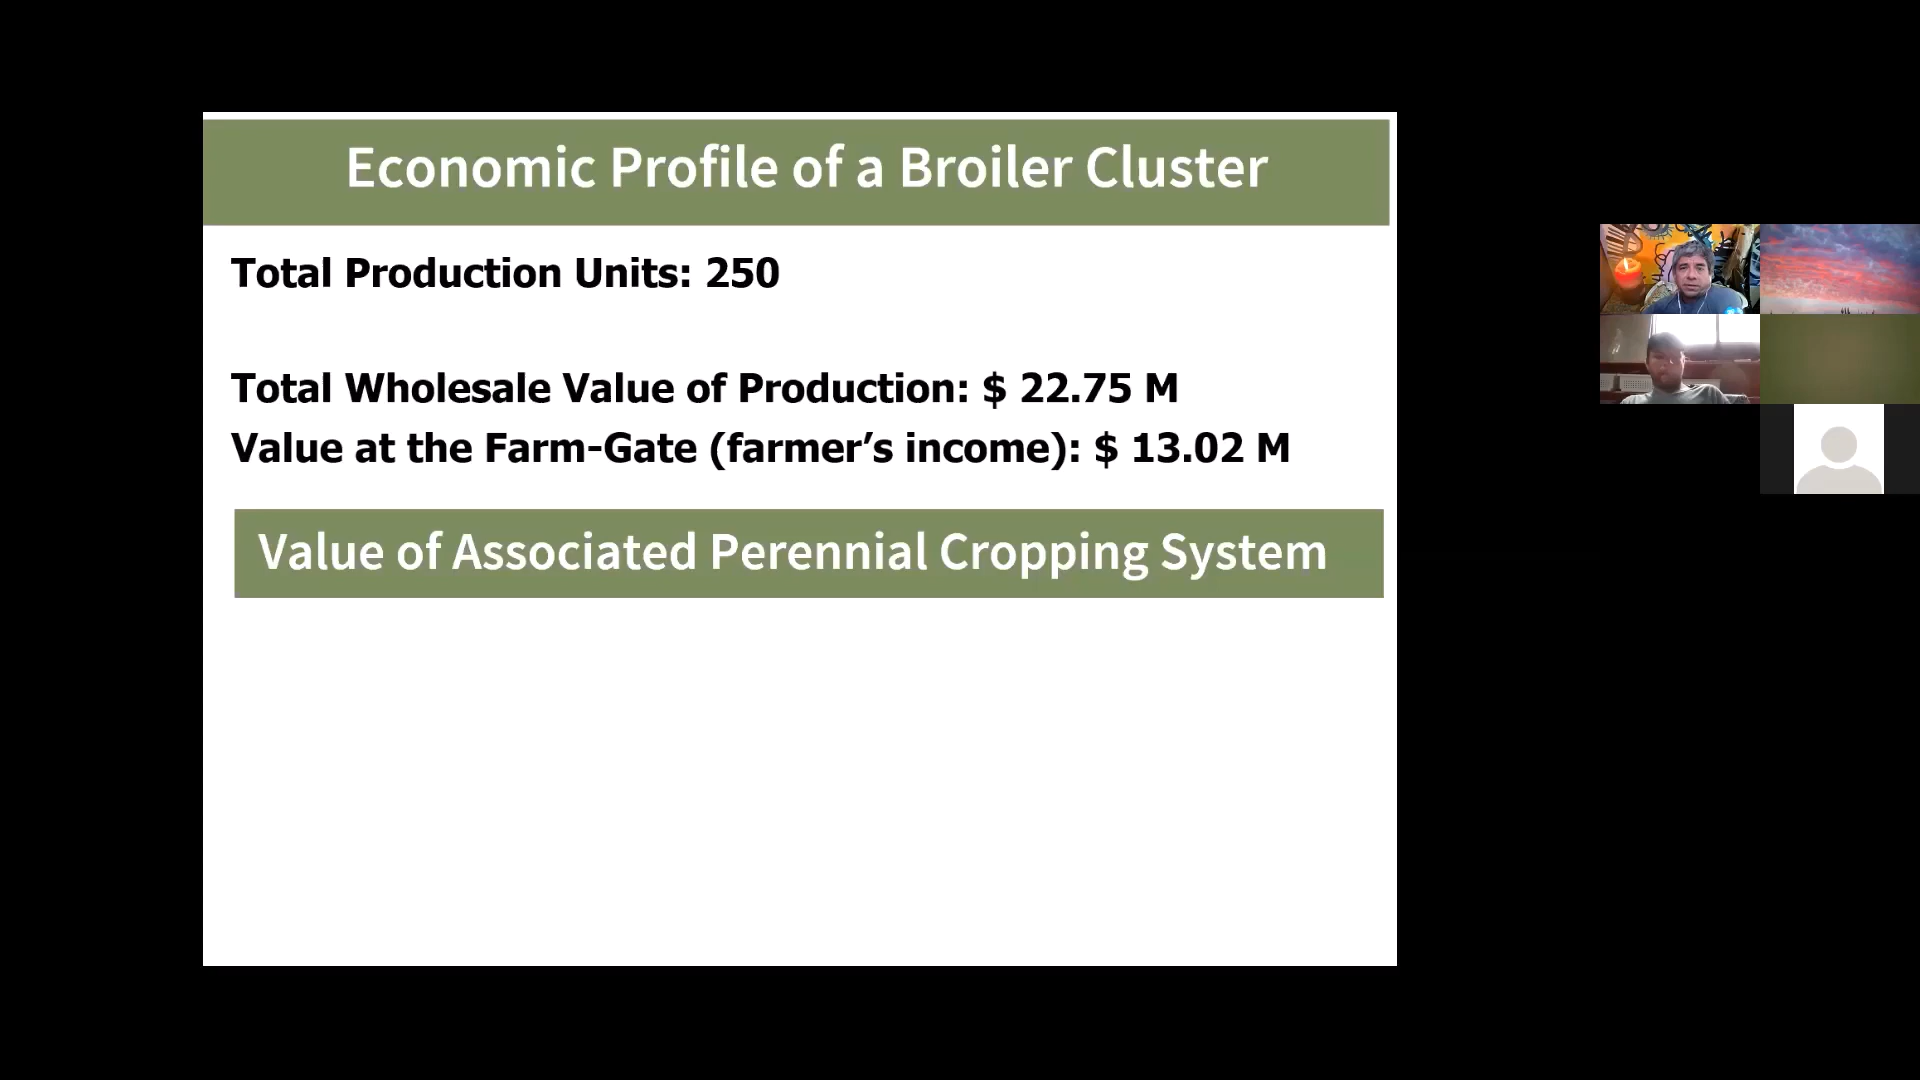 Economic Profile of a Broiler Cluster
Total Production Units: 250
Total Wholesale Value of Production: $ 22.75 M
Value at the Farm-Gate (farmer’s income): $ 13.02 M
Value of Associated Perennial Cropping System